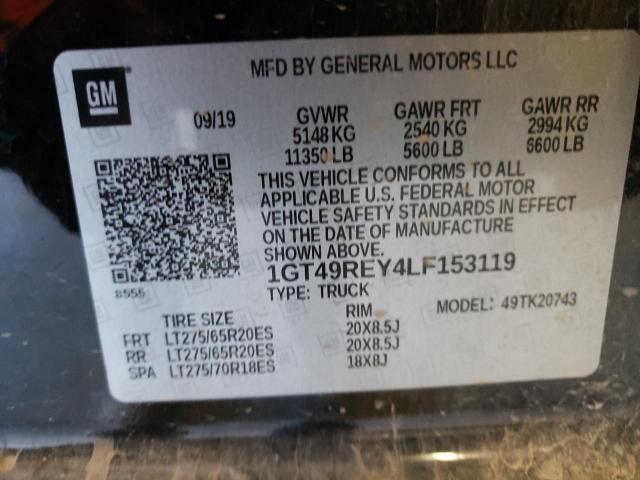 GM
MFD BY GENERAL MOTORS LLC
09/19 GVWR GAWR FRT GAWR RR
5148 KG 2540 KG 2994 KG
11350 LB 5600 LB 6600 LB
THIS VEHICLE CONFORMS TO ALL
APPLICABLE U.S. FEDERAL MOTOR
VEHICLE SAFETY STANDARDS IN EFFECT
ON THE DATE OF MANUFACTURE
SHOWN ABOVE.
8555 1GT49REY4LF153119
TYPE: TRUCK MODEL: 49TK20743
TIRE SIZE RIM
FRT LT275/65R20ES 20X8.5J
RR LT275/65R20ES 20X8.5J
SPA LT275/70R18ES 18X8J